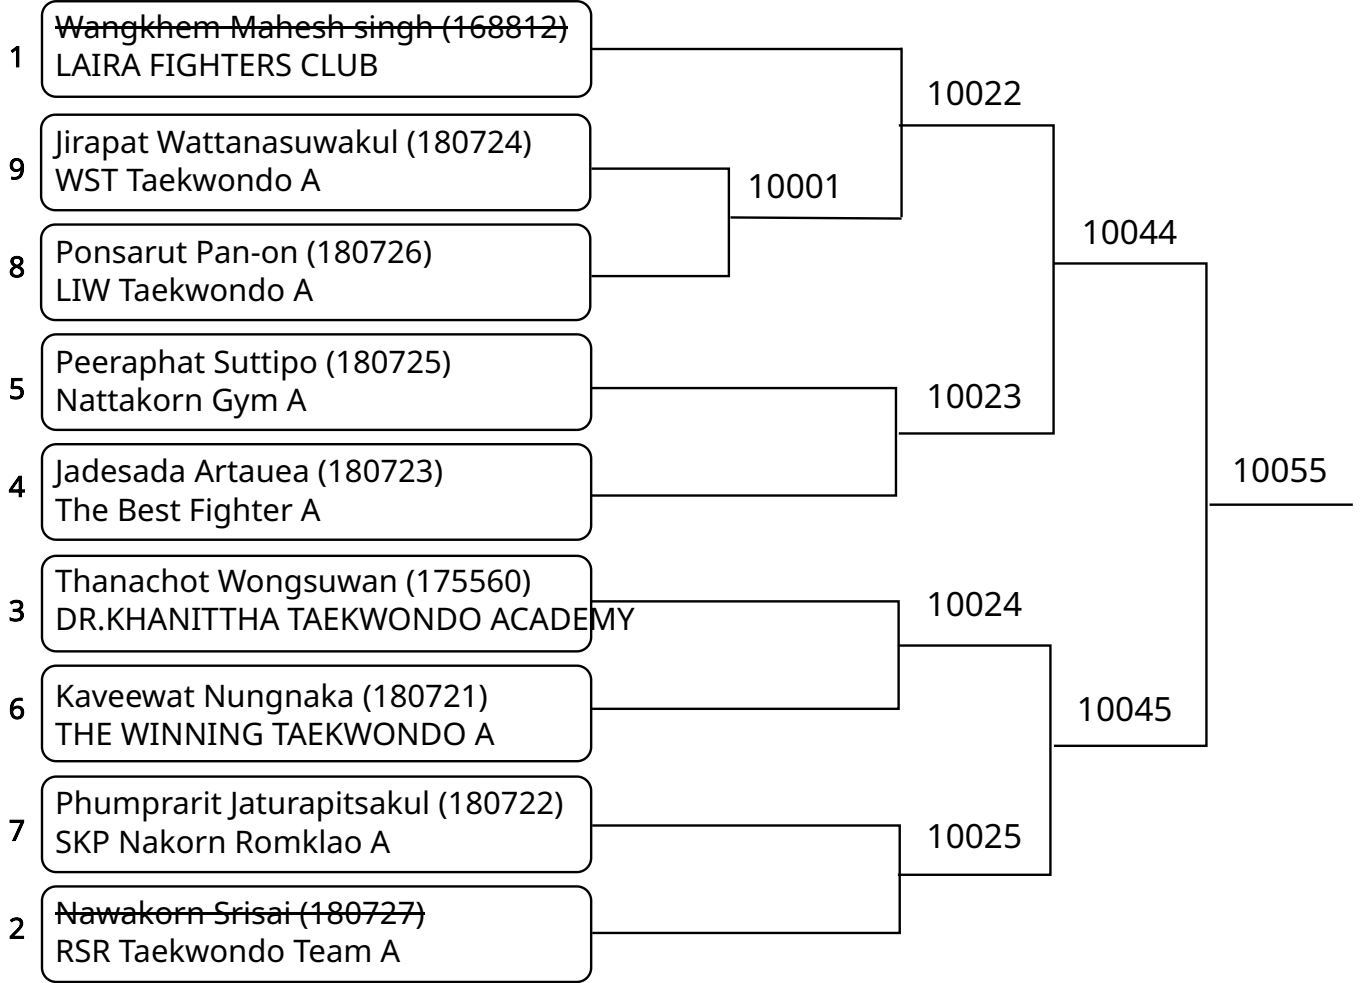 1
Wangkhem Mahesh singh (168812)
LAIRA FIGHTERS CLUB
9
Jirapat Wattanasuwakul (180724)
WST Taekwondo A
8
Ponsarut Pan-on (180726)
LIW Taekwondo A
5
Peeraphat Suttipo (180725)
Nattakorn Gym A
4
Jadesada Artauea (180723)
The Best Fighter A
3
Thanachot Wongsuwan (175560)
DR.KHANITTHA TAEKWONDO ACADEMY
6
Kaveewat Nungnaka (180721)
THE WINNING TAEKWONDO A
7
Phumprarit Jaturapitsakul (180722)
SKP Nakorn Romklao A
2
Nawakorn Srisai (180727)
RSR Taekwondo Team A
10001
10022
10023
10024
10025
10044
10045
10055